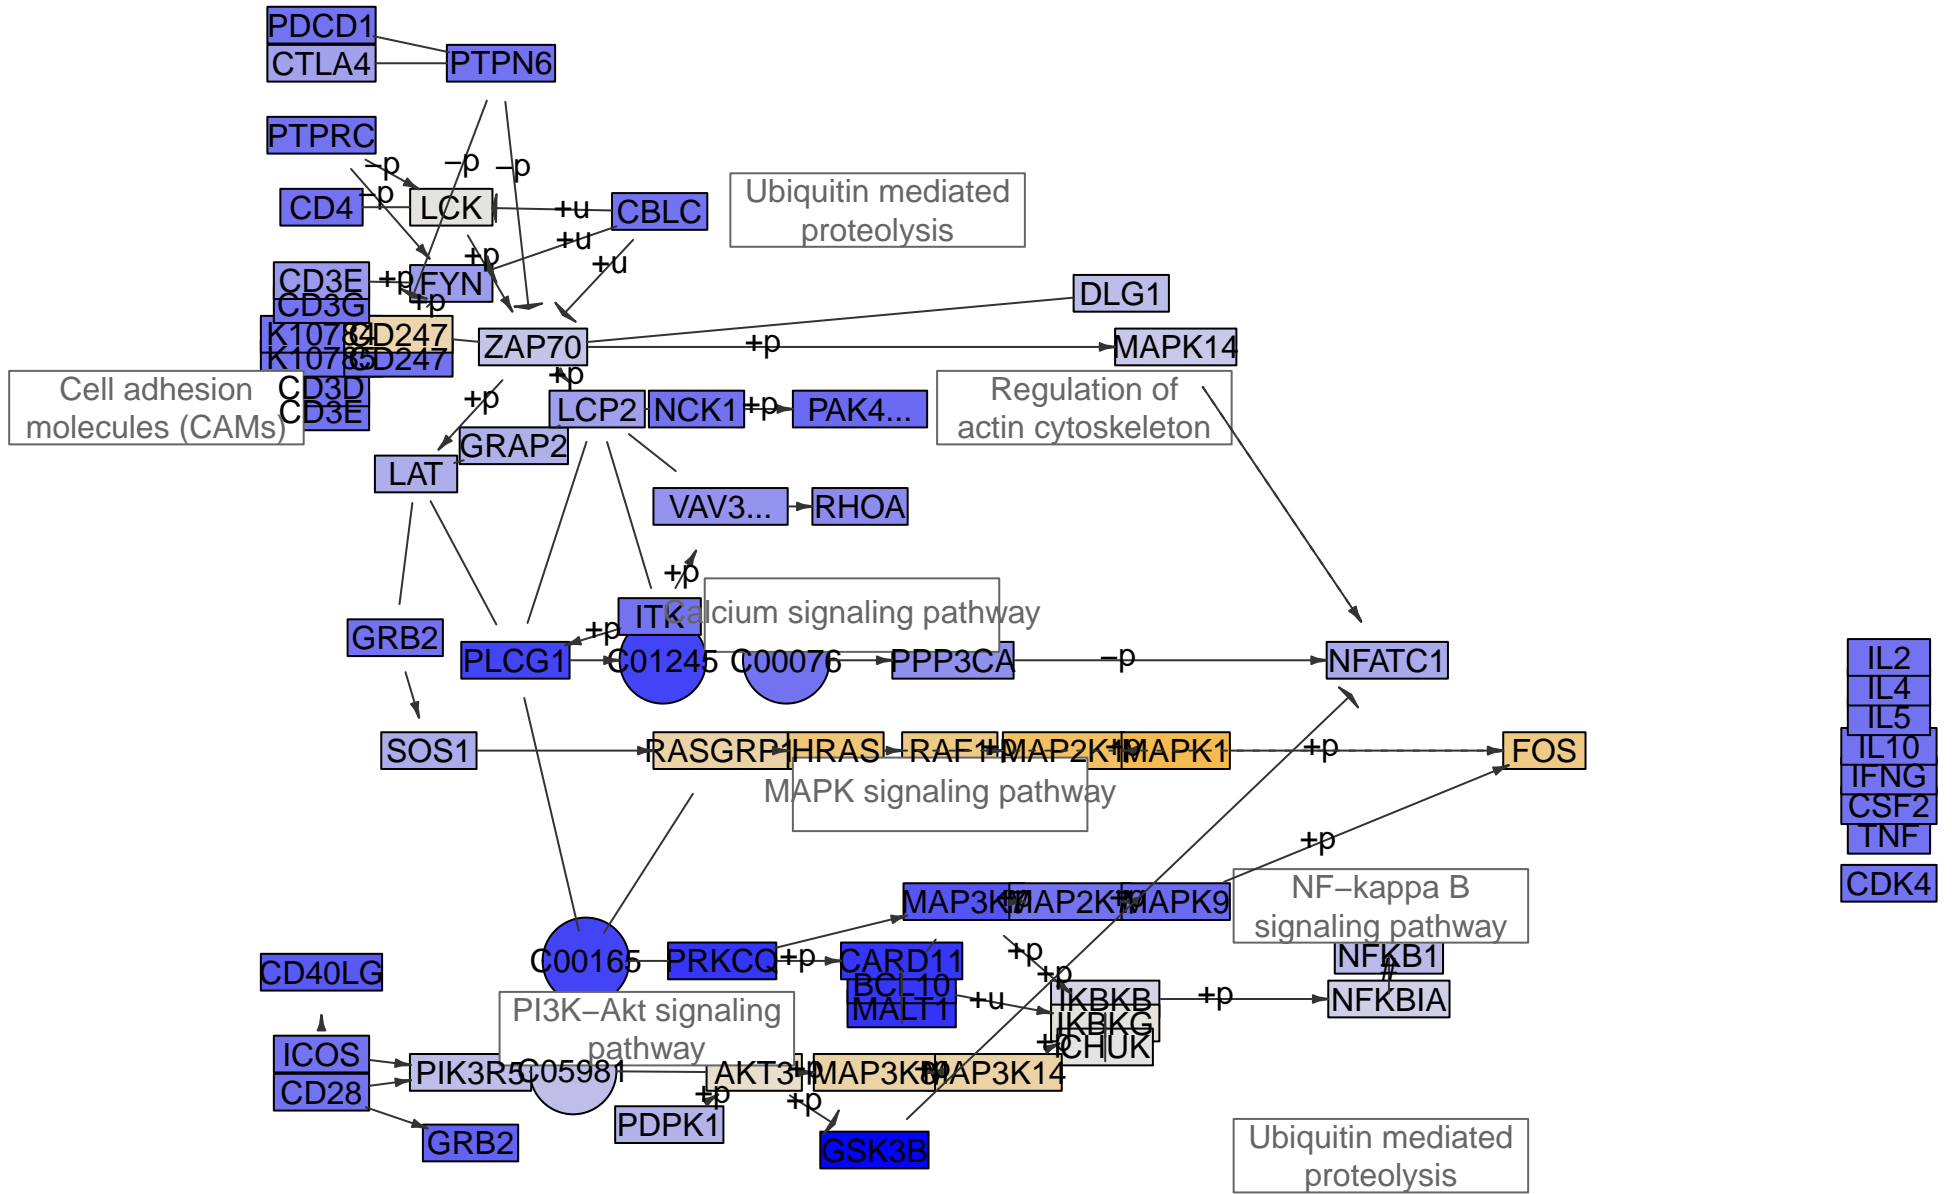 PDCD1
CTLA4
PTPN6
PTPRC
−p
−p
−p
−p
CD4
LCK
+u
CBLC
Ubiquitin mediated
proteolysis
+u
+p
+u
CD3E
+p
FYN
+p
CD3G
DLG1
CD247
ZAP70
+p
MAPK14
CD247
+p
CD3D
CD3E
Cell adhesion
molecules (CAMs)
+p
LCP2
NCK1
+p
PAK4...
Regulation of
actin cytoskeleton
GRAP2
LAT
VAV3...
RHOA
+p
ITK
Calcium signaling pathway
GRB2
+p
PLCG1
C01245
C00076
PPP3CA
−p
NFATC1
IL2
IL4
IL5
IL10
IFNG
CSF2
TNF
CDK4
SOS1
RASGRP1
HRAS
RAF1
MAPK1
+p
FOS
MAPK signaling pathway
+p
MAPK9
NF−kappa B
signaling pathway
CD40LG
C00165
PRKCQ
+p
CARD11
BCL10
MALT1
+u
+p
+p
IKBKB
IKBKG
CHUK
+p
+p
NFKB1
NFKBIA
PI3K−Akt signaling
pathway
ICOS
CD28
PIK3R5
C05981
AKT3
+p
MAP3K14
+p
+p
PDPK1
GRB2
GSK3B
Ubiquitin mediated
proteolysis